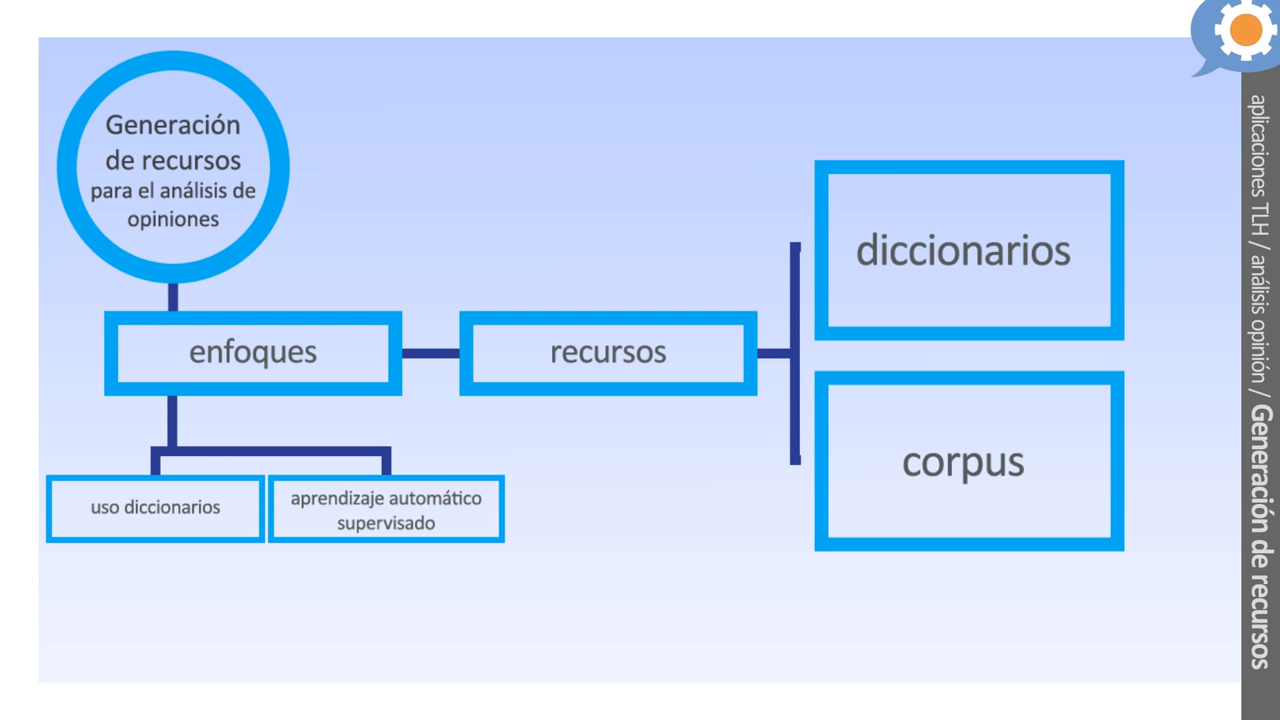 Generación
de recursos
para el análisis de
opiniones
enfoques
recursos
diccionarios
corpus
uso diccionarios
aprendizaje automático
supervisado
aplicaciones TLH / análisis opinión / Generación de recursos